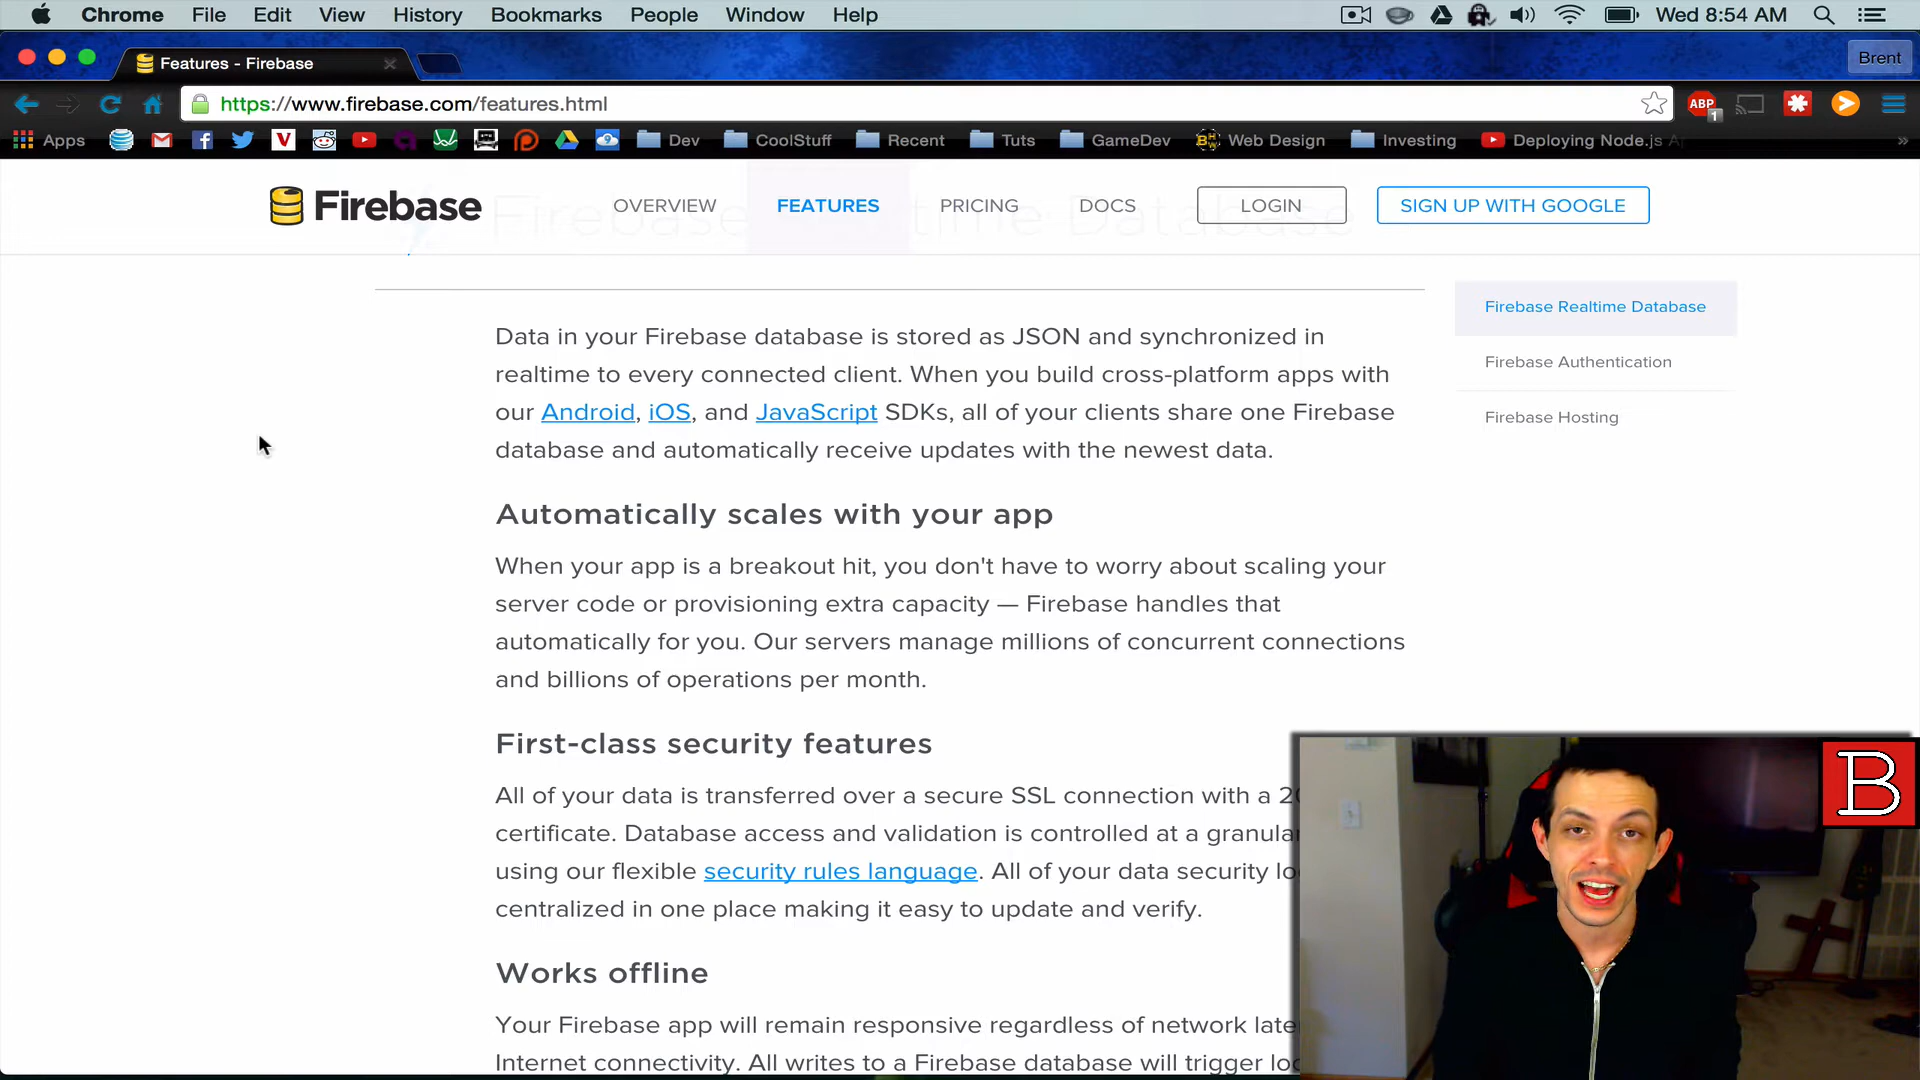 Chrome File Edit View History Bookmarks People Window Help Wed 8:54 AM
Features - Firebase
Brent
https://www.firebase.com/features.html
ABP
1
Apps
Dev
CoolStuff
Recent
Tuts
GameDev
Web Design
Investing
Deploying Node.js
Firebase
OVERVIEW
FEATURES
PRICING
DOCS
LOGIN
SIGN UP WITH GOOGLE
Firebase Realtime Database
Firebase Authentication
Firebase Hosting
Data in your Firebase database is stored as JSON and synchronized in
realtime to every connected client. When you build cross-platform apps with
our Android, iOS, and JavaScript SDKs, all of your clients share one Firebase
database and automatically receive updates with the newest data.
Automatically scales with your app
When your app is a breakout hit, you don't have to worry about scaling your
server code or provisioning extra capacity — Firebase handles that
automatically for you. Our servers manage millions of concurrent connections
and billions of operations per month.
First-class security features
All of your data is transferred over a secure SSL connection with a
certificate. Database access and validation is controlled at a granular
using our flexible security rules language. All of your data security
centralized in one place making it easy to update and verify.
Works offline
Your Firebase app will remain responsive regardless of network
Internet connectivity. All writes to a Firebase database will trigger
B